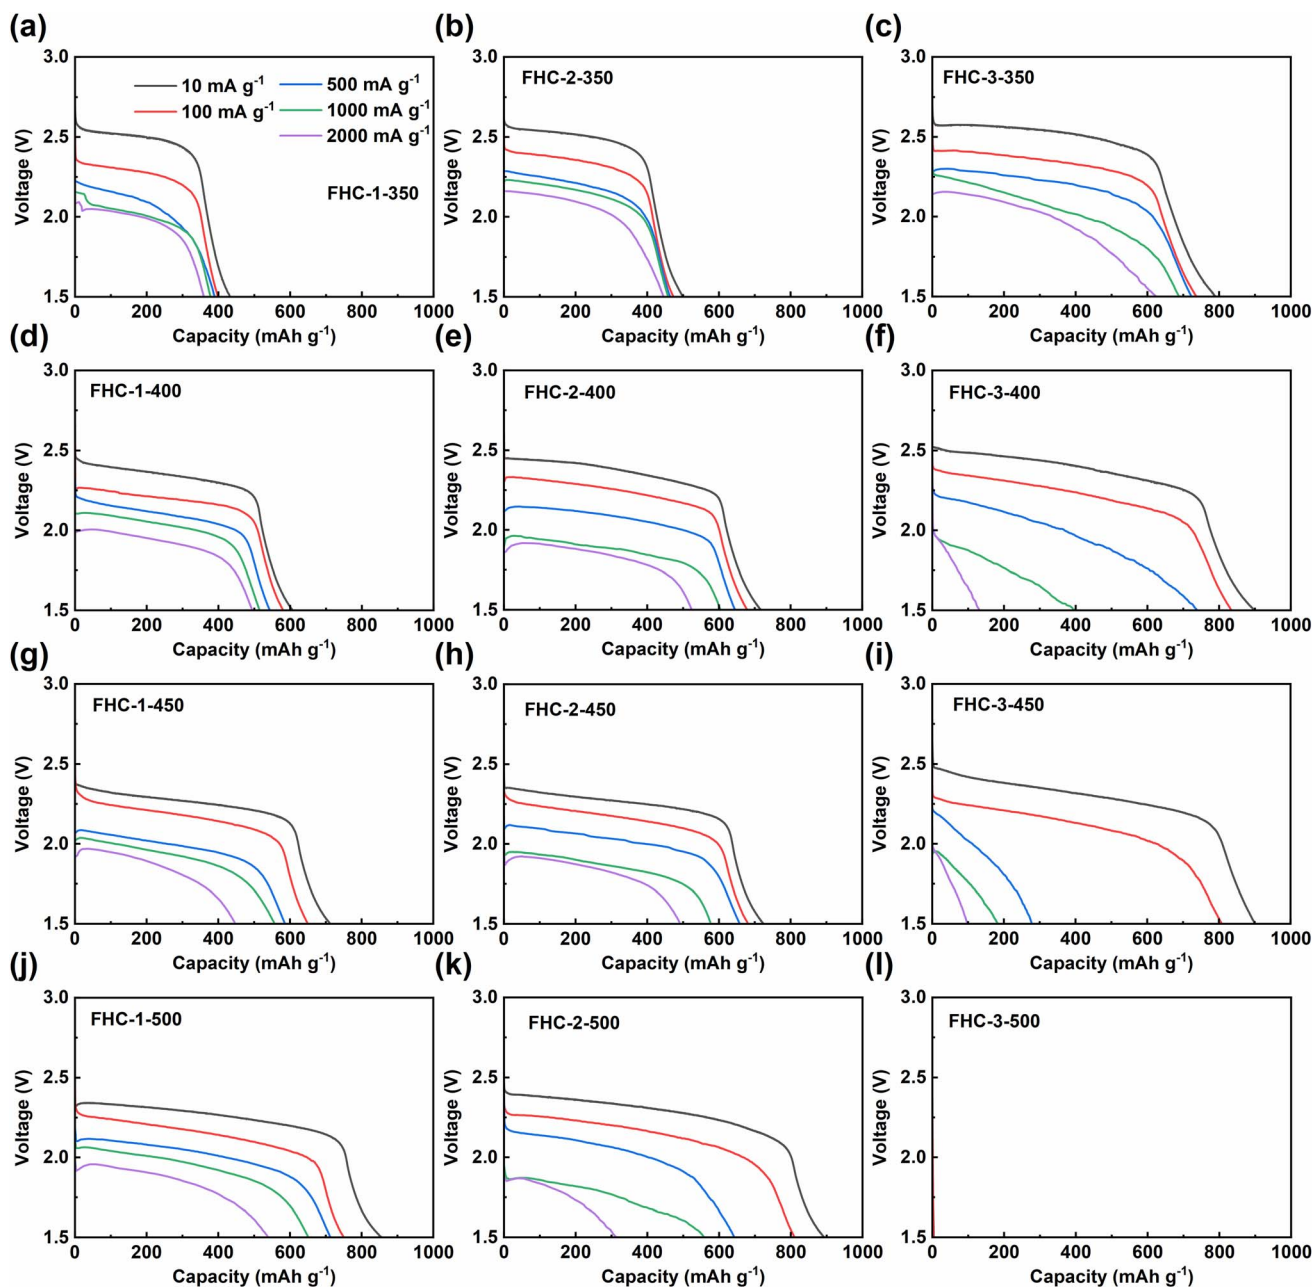 (a)
3.0
2.5
2.0
1.5
Voltage (V)
10 mA g⁻¹
100 mA g⁻¹
500 mA g⁻¹
1000 mA g⁻¹
2000 mA g⁻¹
FHC-1-350
0 200 400 600 800 1000
Capacity (mAh g⁻¹)
(b)
3.0
2.5
2.0
1.5
Voltage (V)
FHC-2-350
0 200 400 600 800 1000
Capacity (mAh g⁻¹)
(c)
3.0
2.5
2.0
1.5
Voltage (V)
FHC-3-350
0 200 400 600 800 1000
Capacity (mAh g⁻¹)
(d)
3.0
2.5
2.0
1.5
Voltage (V)
FHC-1-400
0 200 400 600 800 1000
Capacity (mAh g⁻¹)
(e)
3.0
2.5
2.0
1.5
Voltage (V)
FHC-2-400
0 200 400 600 800 1000
Capacity (mAh g⁻¹)
(f)
3.0
2.5
2.0
1.5
Voltage (V)
FHC-3-400
0 200 400 600 800 1000
Capacity (mAh g⁻¹)
(g)
3.0
2.5
2.0
1.5
Voltage (V)
FHC-1-450
0 200 400 600 800 1000
Capacity (mAh g⁻¹)
(h)
3.0
2.5
2.0
1.5
Voltage (V)
FHC-2-450
0 200 400 600 800 1000
Capacity (mAh g⁻¹)
(i)
3.0
2.5
2.0
1.5
Voltage (V)
FHC-3-450
0 200 400 600 800 1000
Capacity (mAh g⁻¹)
(j)
3.0
2.5
2.0
1.5
Voltage (V)
FHC-1-500
0 200 400 600 800 1000
Capacity (mAh g⁻¹)
(k)
3.0
2.5
2.0
1.5
Voltage (V)
FHC-2-500
0 200 400 600 800 1000
Capacity (mAh g⁻¹)
(l)
3.0
2.5
2.0
1.5
Voltage (V)
FHC-3-500
0 200 400 600 800 1000
Capacity (mAh g⁻¹)